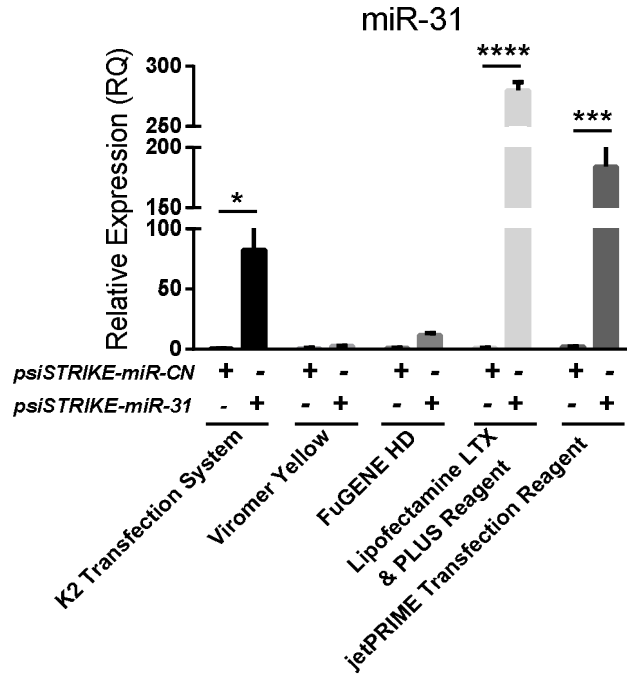 miR-31
Relative Expression (RQ)
300
250
200
150
100
50
0
*
****
***
psiSTRIKE-miR-CN + - + - + - + - + -
psiSTRIKE-miR-31 - + - + - + - + - +
K2 Transfection System
Viromer Yellow
FuGENE HD
Lipofectamine LTX
& PLUS Reagent
jetPRIME Transfection Reagent